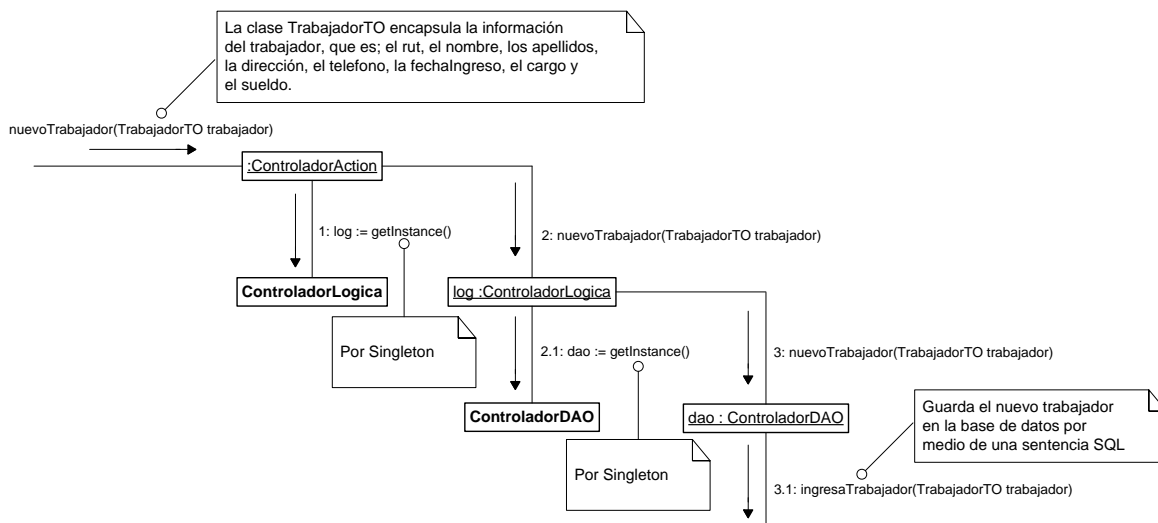 La clase TrabajadorTO encapsula la información
del trabajador, que es; el rut, el nombre, los apellidos,
la dirección, el telefono, la fechaIngreso, el cargo y
el sueldo.
nuevoTrabajador(TrabajadorTO trabajador)
:ControladorAction
1: log := getInstance()
2: nuevoTrabajador(TrabajadorTO trabajador)
ControladorLogica
log :ControladorLogica
Por Singleton
2.1: dao := getInstance()
3: nuevoTrabajador(TrabajadorTO trabajador)
ControladorDAO
dao : ControladorDAO
Guarda el nuevo trabajador
en la base de datos por
medio de una sentencia SQL
Por Singleton
3.1: ingresaTrabajador(TrabajadorTO trabajador)